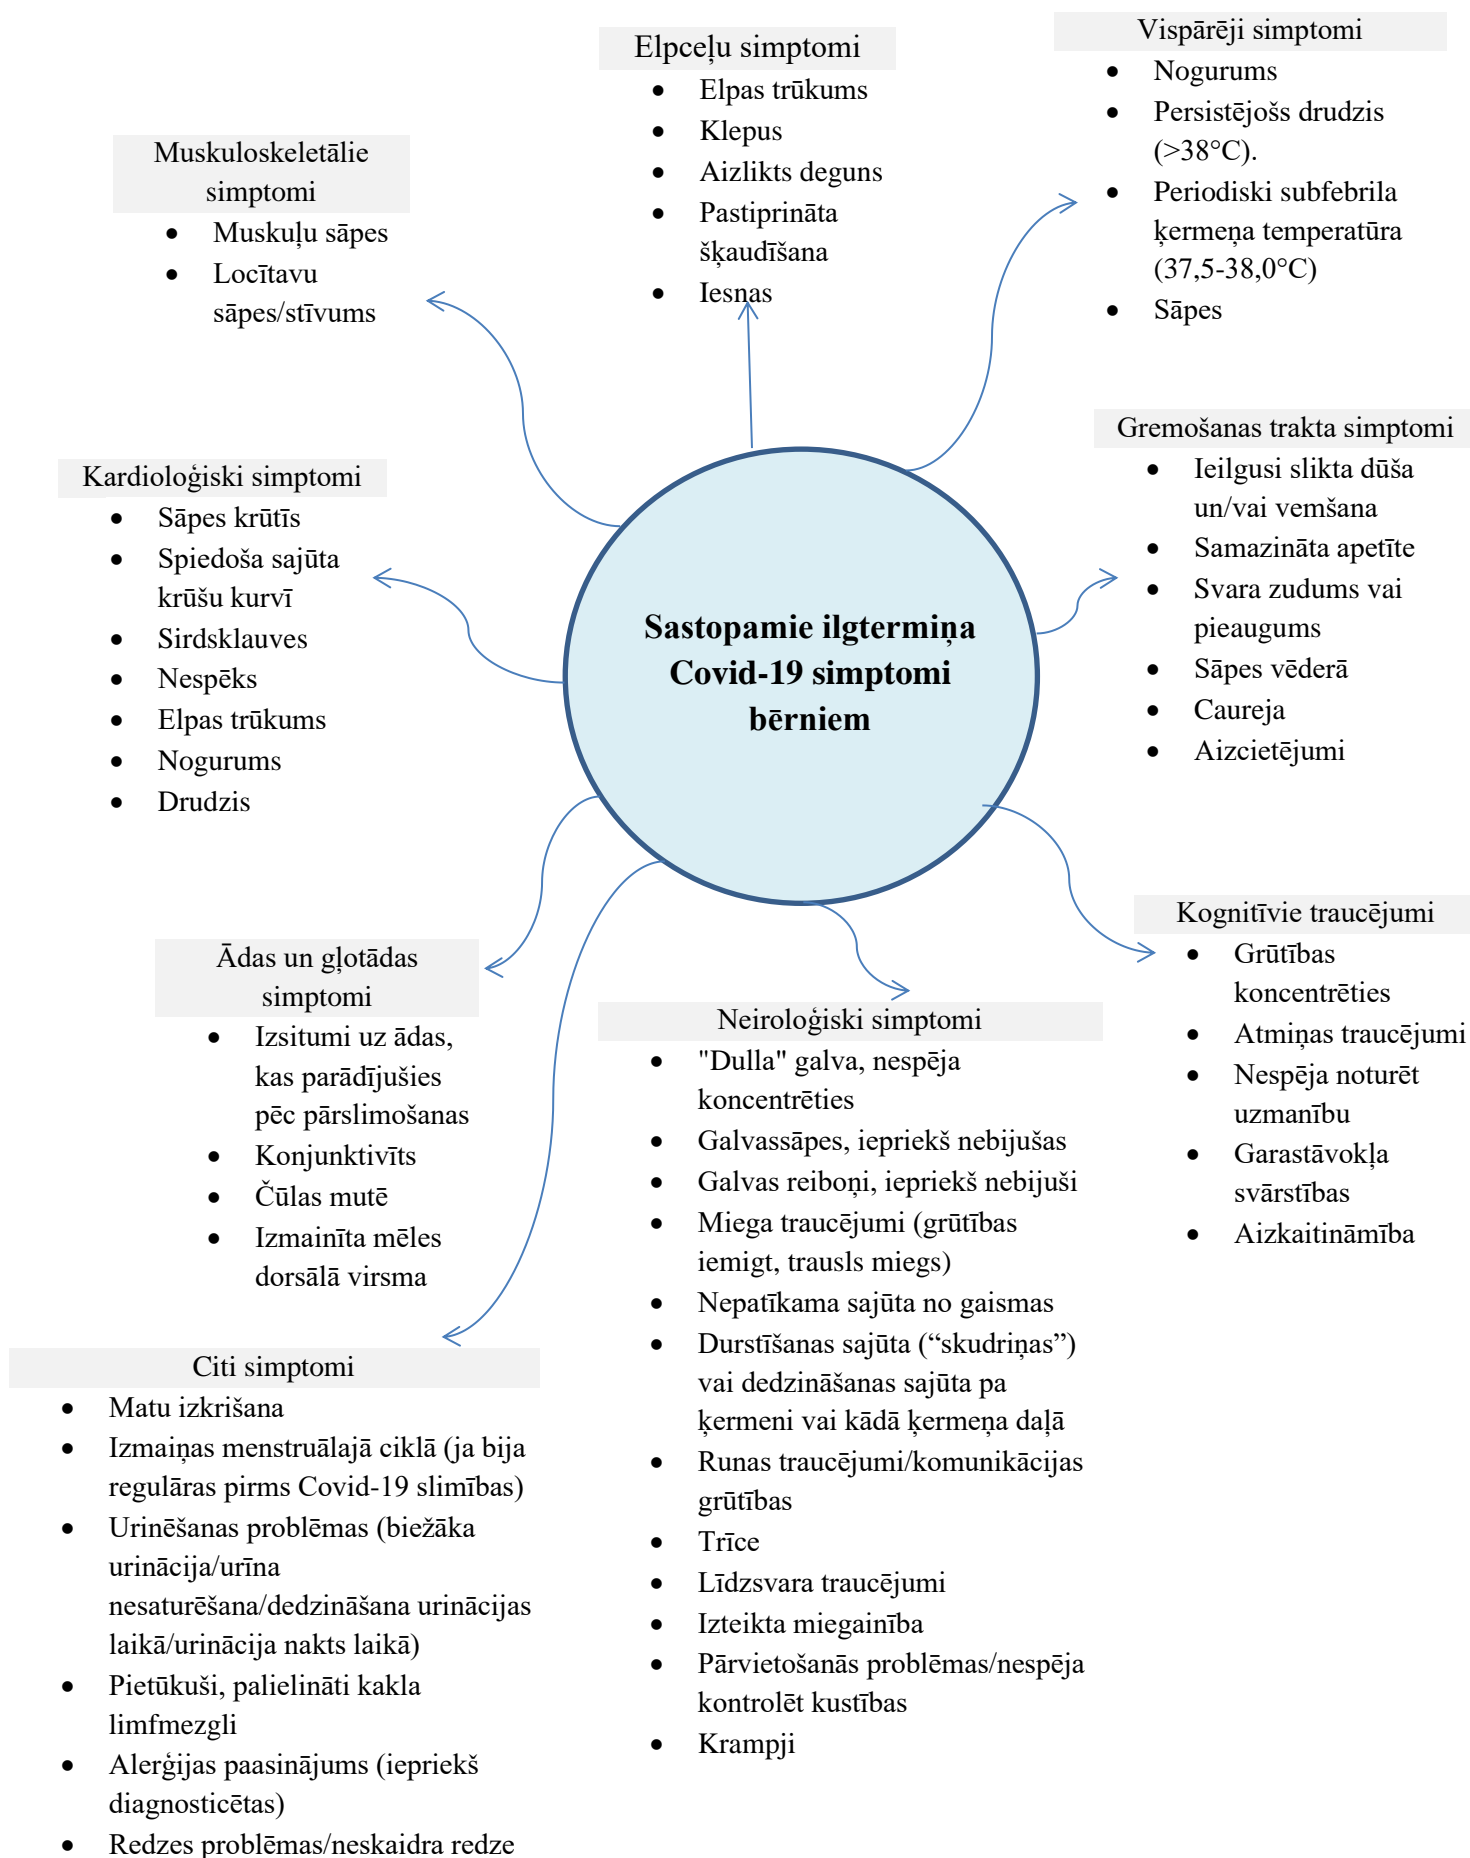 Elpceļu simptomi
• Elpas trūkums
• Klepus
• Aizlikts deguns
• Pastiprināta
šķaudīšana
• Iesnas
Vispārēji simptomi
• Nogurums
• Persistējošs drudzis
(>38°C).
• Periodiski subfebrila
ķermeņa temperatūra
(37,5-38,0°C)
• Sāpes
Muskuloskeletālie
simptomi
• Muskuļu sāpes
• Locītavu
sāpes/stīvums
Gremošanas trakta simptomi
• Ieilgusi slikta dūša
un/vai vemšana
• Samazināta apetīte
• Svara zudums vai
pieaugums
• Sāpes vēderā
• Caureja
• Aizcietējumi
Kardioloģiski simptomi
• Sāpes krūtīs
• Spiedoša sajūta
krūšu kurvī
• Sirdsklauves
• Nespēks
• Elpas trūkums
• Nogurums
• Drudzis
Sastopamie ilgtermiņa
Covid-19 simptomi
bērniem
Kognitīvie traucējumi
• Grūtības
koncentrēties
• Atmiņas traucējumi
• Nespēja noturēt
uzmanību
• Garastāvokļa
svārstības
• Aizkaitināmība
Ādas un gļotādas
simptomi
• Izsitumi uz ādas,
kas parādījušies
pēc pārslimošanas
• Konjunktivīts
• Čūlas mutē
• Izmainīta mēles
dorsālā virsma
Neiroloģiski simptomi
• "Dulla" galva, nespēja
koncentrēties
• Galvassāpes, iepriekš nebijušas
• Galvas reiboņi, iepriekš nebijuši
• Miega traucējumi (grūtības
iemigt, trausls miegs)
• Nepatīkama sajūta no gaismas
• Durstīšanas sajūta (“skudriņas”)
vai dedzināšanas sajūta pa
ķermeni vai kādā ķermeņa daļā
• Runas traucējumi/komunikācijas
grūtības
• Trīce
• Līdzsvara traucējumi
• Izteikta miegainība
• Pārvietošanās problēmas/nespēja
kontrolēt kustības
• Krampji
Citi simptomi
• Matu izkrišana
• Izmaiņas menstruālajā ciklā (ja bija
regulāras pirms Covid-19 slimības)
• Urinēšanas problēmas (biežāka
urinācija/urīna
nesaturēšana/dedzināšana urinācijas
laikā/urinācija nakts laikā)
• Pietūkuši, palielināti kakla
limfmezgli
• Alerģijas paasinājums (iepriekš
diagnosticētas)
• Redzes problēmas/neskaidra redze